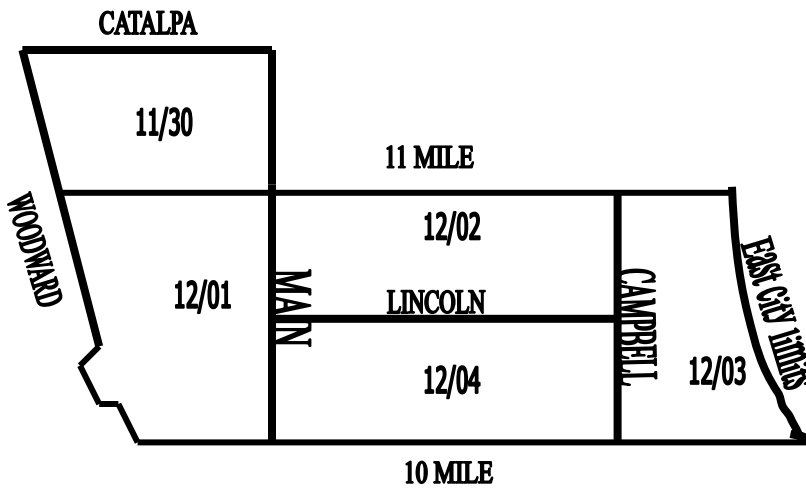 CATALPA
11/30
11 MILE
WOODWARD
12/01
MAIN
12/02
LINCOLN
CAMPBELL
East City limits
12/04
12/03
10 MILE